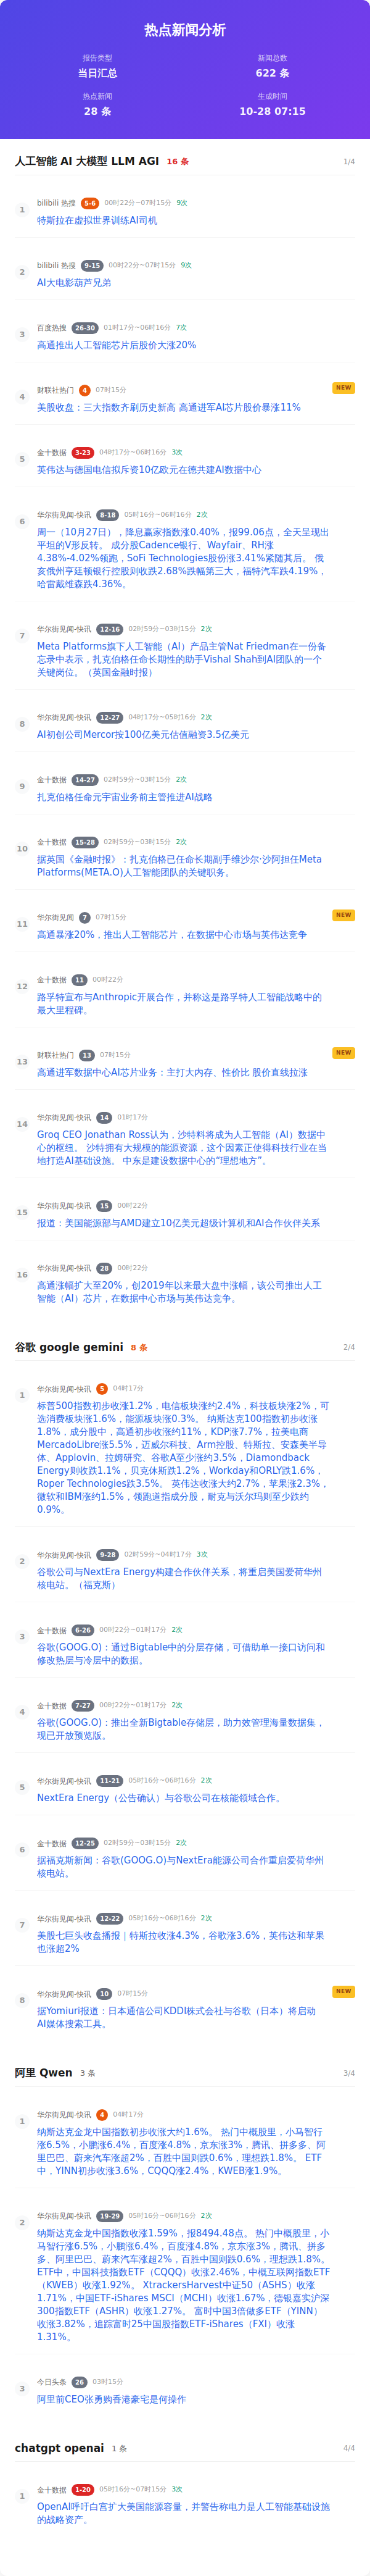 热点新闻分析
报告类型
当日汇总
新闻总数
622 条
热点新闻
28 条
生成时间
10-28 07:15
人工智能 AI 大模型 LLM AGI 16 条 1/4
1
bilibili 热搜 5-6 00时22分~07时15分 9次
特斯拉在虚拟世界训练AI司机
2
bilibili 热搜 9-15 00时22分~07时15分 9次
AI大电影葫芦兄弟
3
百度热搜 26-30 01时17分~06时16分 7次
高通推出人工智能芯片后股价大涨20%
4
财联社热门 4 07时15分
NEW
美股收盘：三大指数齐刷历史新高 高通进军AI芯片股价暴涨11%
5
金十数据 3-23 04时17分~06时16分 3次
英伟达与德国电信拟斥资10亿欧元在德共建AI数据中心
6
华尔街见闻-快讯 8-18 05时16分~06时16分 2次
周一（10月27日），降息赢家指数涨0.40%，报99.06点，全天呈现出
平坦的V形反转。 成分股Cadence银行、Wayfair、RH涨
4.38%-4.02%领跑，SoFi Technologies股份涨3.41%紧随其后。 俄
亥俄州亨廷顿银行控股则收跌2.68%跌幅第三大，福特汽车跌4.19%，
哈雷戴维森跌4.36%。
7
华尔街见闻-快讯 12-16 02时59分~03时15分 2次
Meta Platforms旗下人工智能（AI）产品主管Nat Friedman在一份备
忘录中表示，扎克伯格任命长期性的助手Vishal Shah到AI团队的一个
关键岗位。（英国金融时报）
8
华尔街见闻-快讯 12-27 04时17分~05时16分 2次
AI初创公司Mercor按100亿美元估值融资3.5亿美元
9
金十数据 14-27 02时59分~03时15分 2次
扎克伯格任命元宇宙业务前主管推进AI战略
10
金十数据 15-28 02时59分~03时15分 2次
据英国《金融时报》：扎克伯格已任命长期副手维沙尔·沙阿担任Meta
Platforms(META.O)人工智能团队的关键职务。
11
华尔街见闻 7 07时15分
NEW
高通暴涨20%，推出人工智能芯片，在数据中心市场与英伟达竞争
12
金十数据 11 00时22分
路孚特宣布与Anthropic开展合作，并称这是路孚特人工智能战略中的
最大里程碑。
13
财联社热门 13 07时15分
NEW
高通进军数据中心AI芯片业务：主打大内存、性价比 股价直线拉涨
14
华尔街见闻-快讯 14 01时17分
Groq CEO Jonathan Ross认为，沙特料将成为人工智能（AI）数据中
心的枢纽。 沙特拥有大规模的能源资源，这个因素正使得科技行业在当
地打造AI基础设施。 中东是建设数据中心的“理想地方”。
15
华尔街见闻-快讯 15 00时22分
报道：美国能源部与AMD建立10亿美元超级计算机和AI合作伙伴关系
16
华尔街见闻-快讯 28 00时22分
高通涨幅扩大至20%，创2019年以来最大盘中涨幅，该公司推出人工
智能（AI）芯片，在数据中心市场与英伟达竞争。
谷歌 google gemini 8 条 2/4
1
华尔街见闻-快讯 5 04时17分
标普500指数初步收涨1.2%，电信板块涨约2.4%，科技板块涨2%，可
选消费板块涨1.6%，能源板块涨0.3%。 纳斯达克100指数初步收涨
1.8%，成分股中，高通初步收涨约11%，KDP涨7.7%，拉美电商
MercadoLibre涨5.5%，迈威尔科技、Arm控股、特斯拉、安森美半导
体、Applovin、拉姆研究、谷歌A至少涨约3.5%，Diamondback
Energy则收跌1.1%，贝克休斯跌1.2%，Workday和ORLY跌1.6%，
Roper Technologies跌3.5%。 英伟达收涨大约2.7%，苹果涨2.3%，
微软和IBM涨约1.5%，领跑道指成分股，耐克与沃尔玛则至少跌约
0.9%。
2
华尔街见闻-快讯 9-28 02时59分~04时17分 3次
谷歌公司与NextEra Energy构建合作伙伴关系，将重启美国爱荷华州
核电站。（福克斯）
3
金十数据 6-26 00时22分~01时17分 2次
谷歌(GOOG.O)：通过Bigtable中的分层存储，可借助单一接口访问和
修改热层与冷层中的数据。
4
金十数据 7-27 00时22分~01时17分 2次
谷歌(GOOG.O)：推出全新Bigtable存储层，助力高效管理海量数据集，
现已开放预览版。
5
华尔街见闻-快讯 11-21 05时16分~06时16分 2次
NextEra Energy（公告确认）与谷歌公司在核能领域合作。
6
金十数据 12-25 02时59分~03时15分 2次
据福克斯新闻：谷歌(GOOG.O)与NextEra能源公司合作重启爱荷华州
核电站。
7
华尔街见闻-快讯 12-22 05时16分~06时16分 2次
美股七巨头收盘播报｜特斯拉收涨4.3%，谷歌涨3.6%，英伟达和苹果
也涨超2%
8
华尔街见闻-快讯 10 07时15分
NEW
据Yomiuri报道：日本通信公司KDDI株式会社与谷歌（日本）将启动
AI媒体搜索工具。
阿里 Qwen 3 条 3/4
1
华尔街见闻-快讯 4 04时17分
纳斯达克金龙中国指数初步收涨大约1.6%。 热门中概股里，小马智行
涨6.5%，小鹏涨6.4%，百度涨4.8%，京东涨3%，腾讯、拼多多、阿
里巴巴、蔚来汽车涨超2%，百胜中国则跌0.6%，理想跌1.8%。 ETF
中，YINN初步收涨3.6%，CQQQ涨2.4%，KWEB涨1.9%。
2
华尔街见闻-快讯 19-29 05时16分~06时16分 2次
纳斯达克金龙中国指数收涨1.59%，报8494.48点。 热门中概股里，小
马智行涨6.5%，小鹏涨6.4%，百度涨4.8%，京东涨3%，腾讯、拼多
多、阿里巴巴、蔚来汽车涨超2%，百胜中国则跌0.6%，理想跌1.8%。
ETF中，中国科技指数ETF（CQQQ）收涨2.46%，中概互联网指数ETF
（KWEB）收涨1.92%。 XtrackersHarvest中证50（ASHS）收涨
1.71%，中国ETF-iShares MSCI（MCHI）收涨1.67%，德银嘉实沪深
300指数ETF（ASHR）收涨1.27%。 富时中国3倍做多ETF（YINN）
收涨3.82%，追踪富时25中国股指数ETF-iShares（FXI）收涨
1.31%。
3
今日头条 26 03时15分
阿里前CEO张勇购香港豪宅是何操作
chatgpt openai 1 条 4/4
1
金十数据 1-20 05时16分~07时15分 3次
OpenAI呼吁白宫扩大美国能源容量，并警告称电力是人工智能基础设施
的战略资产。